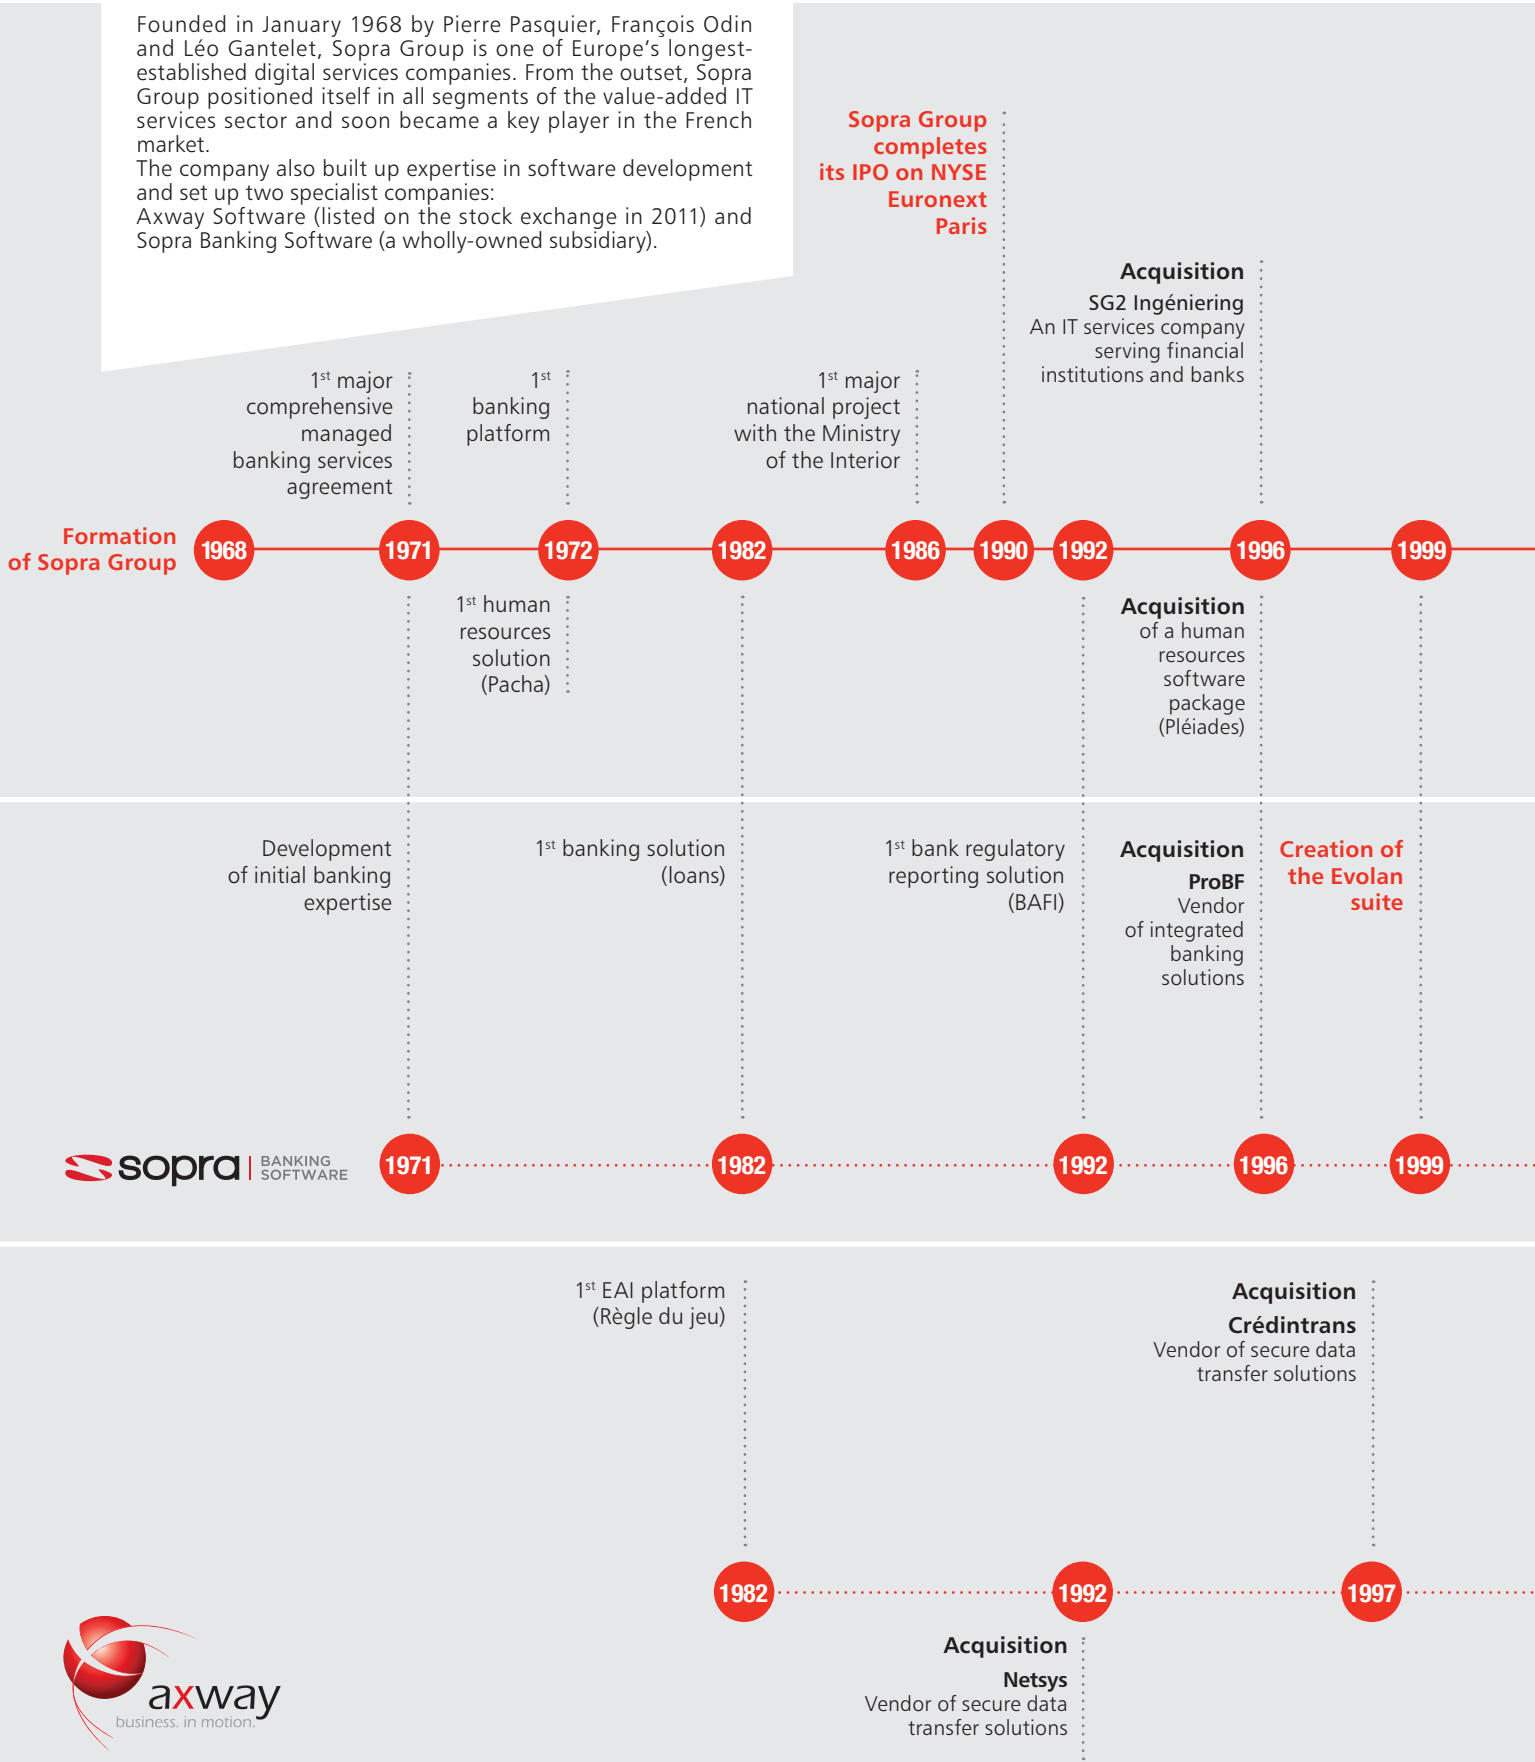 Founded in January 1968 by Pierre Pasquier, François Odin
and Léo Gantelet, Sopra Group is one of Europe’s longest-
established digital services companies. From the outset, Sopra
Group positioned itself in all segments of the value-added IT
services sector and soon became a key player in the French
market.
The company also built up expertise in software development
and set up two specialist companies:
Axway Software (listed on the stock exchange in 2011) and
Sopra Banking Software (a wholly-owned subsidiary).
Sopra Group
completes
its IPO on NYSE
Euronext
Paris
Acquisition
SG2 Ingéniering
An IT services company
serving financial
institutions and banks
1st major
comprehensive
managed
banking services
agreement
1st
banking
platform
1st major
national project
with the Ministry
of the Interior
Formation
of Sopra Group
1968
1971
1972
1982
1986
1990
1992
1996
1999
1st human
resources
solution
(Pacha)
Acquisition
of a human
resources
software
package
(Pléiades)
Development
of initial banking
expertise
1st banking solution
(loans)
1st bank regulatory
reporting solution
(BAFI)
Acquisition
ProBF
Vendor
of integrated
banking
solutions
Creation of
the Evolan
suite
sopra
BANKING
SOFTWARE
1971
1982
1992
1996
1999
1st EAI platform
(Règle du jeu)
Acquisition
Crédintrans
Vendor of secure data
transfer solutions
1982
1992
1997
axway
business. in motion.
Acquisition
Netsys
Vendor of secure data
transfer solutions